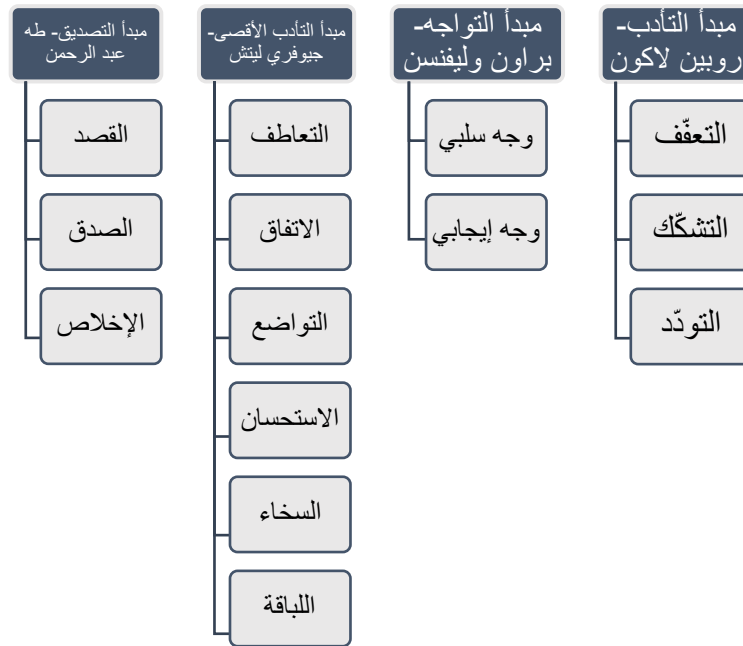 مبدأ التأدب-
روبين لاكون
التعفّف
التشكّك
التودّد
مبدأ التواجه-
براون وليفنسن
وجه سلبي
وجه إيجابي
مبدأ التأدب الأقصى-
جيوفري ليتش
التعاطف
الاتفاق
التواضع
الاستحسان
السخاء
اللباقة
مبدأ التصديق- طه
عبد الرحمن
القصد
الصدق
الإخلاص